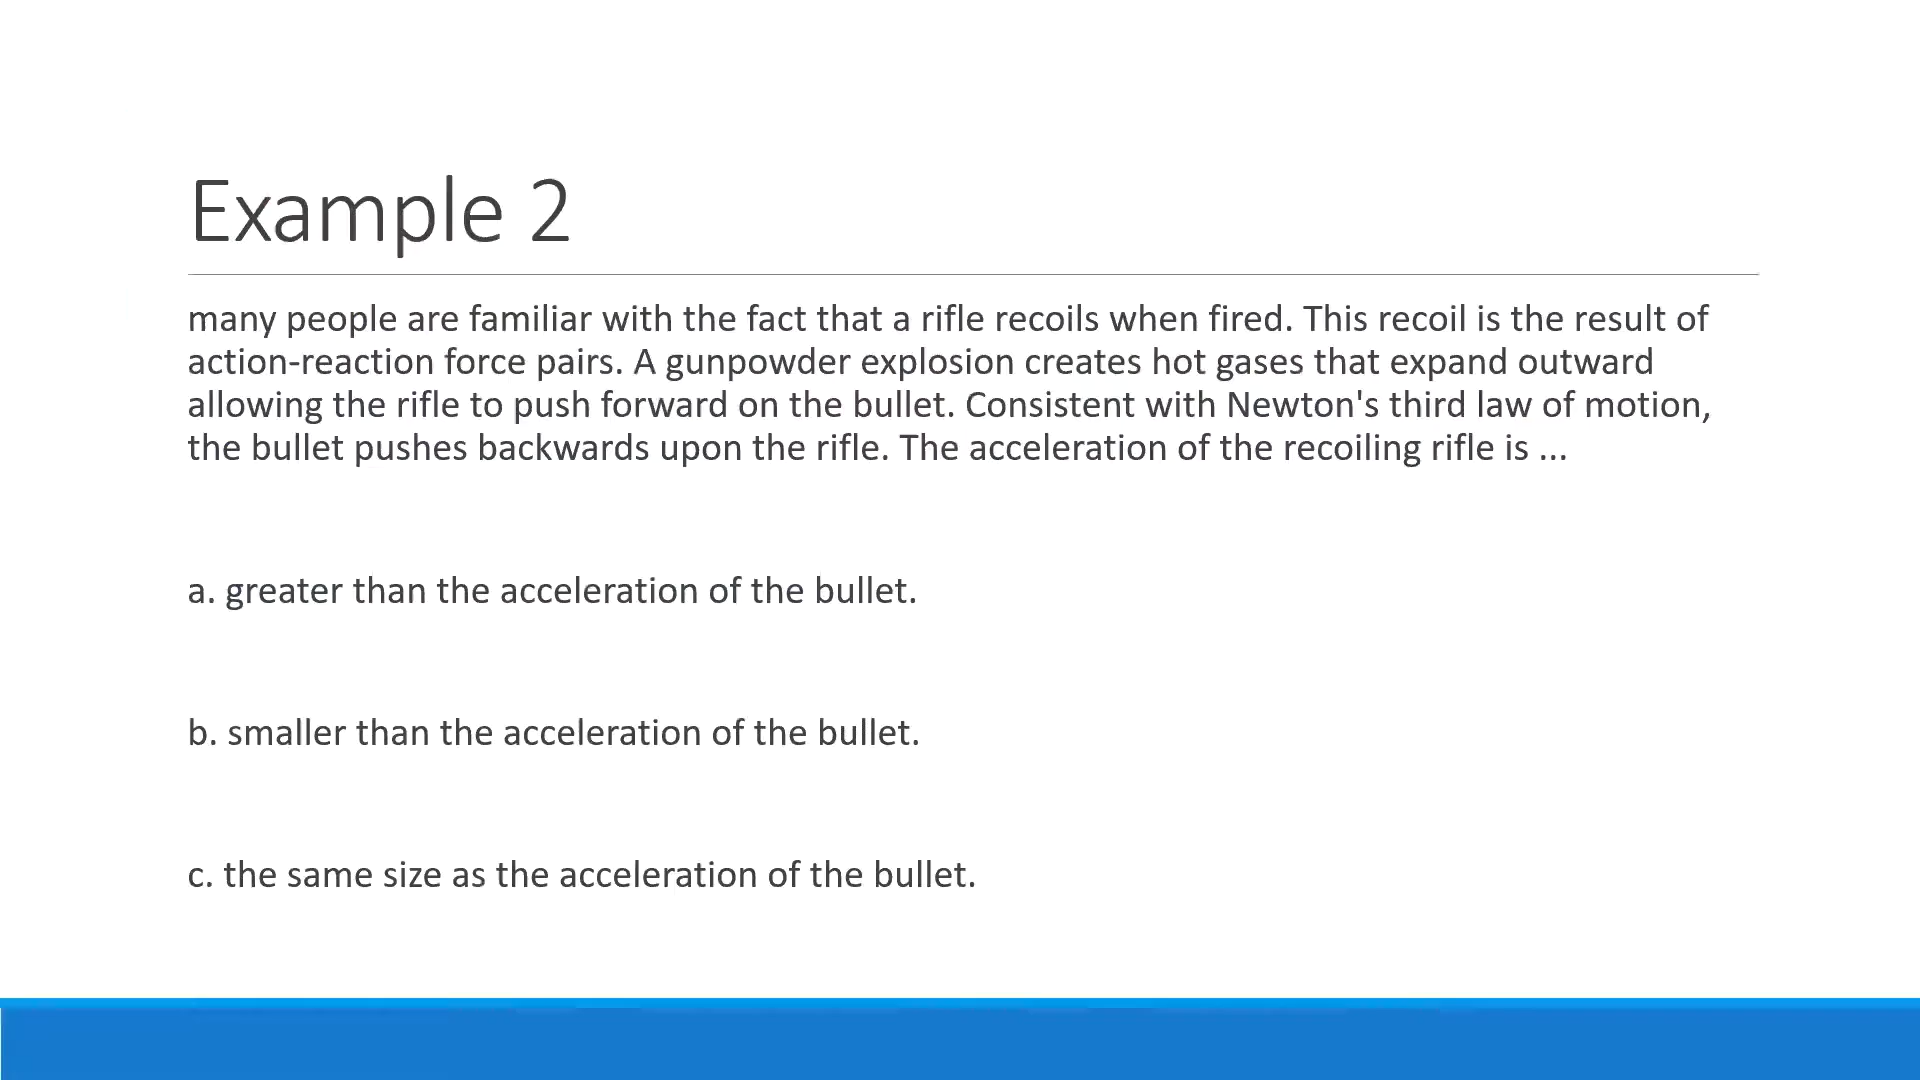 Example 2
many people are familiar with the fact that a rifle recoils when fired. This recoil is the result of
action-reaction force pairs. A gunpowder explosion creates hot gases that expand outward
allowing the rifle to push forward on the bullet. Consistent with Newton's third law of motion,
the bullet pushes backwards upon the rifle. The acceleration of the recoiling rifle is ...
a. greater than the acceleration of the bullet.
b. smaller than the acceleration of the bullet.
c. the same size as the acceleration of the bullet.